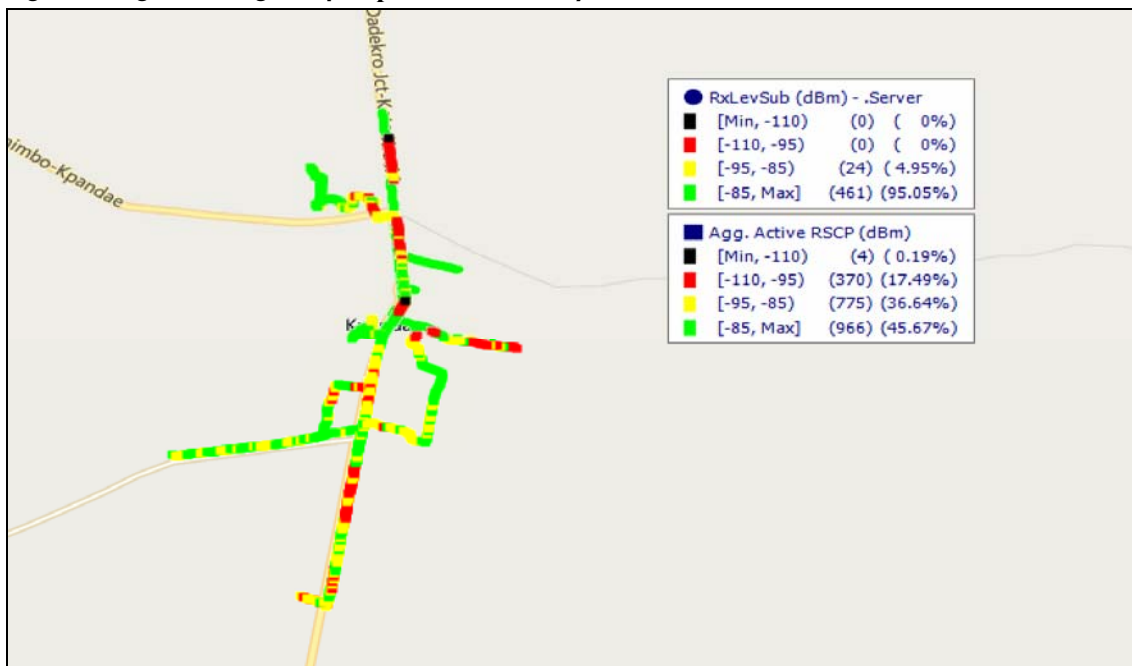 Dadekro Jct-K
himbo-Kpandae
RxLevSub (dBm) - .Server
[Min, -110) (0) ( 0%)
[-110, -95) (0) ( 0%)
[-95, -85) (24) ( 4.95%)
[-85, Max] (461) (95.05%)
Agg. Active RSCP (dBm)
[Min, -110) (4) ( 0.19%)
[-110, -95) (370) (17.49%)
[-95, -85) (775) (36.64%)
[-85, Max] (966) (45.67%)